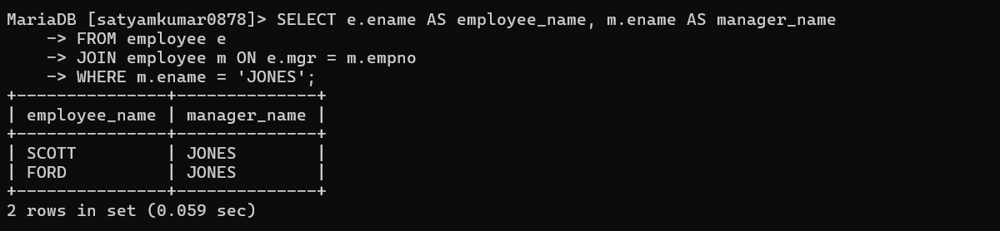 MariaDB [satyamkumar0878]> SELECT e.ename AS employee_name, m.ename AS manager_name
    -> FROM employee e
    -> JOIN employee m ON e.mgr = m.empno
    -> WHERE m.ename = 'JONES';
+---------------+--------------+
| employee_name | manager_name |
+---------------+--------------+
| SCOTT         | JONES        |
| FORD          | JONES        |
+---------------+--------------+
2 rows in set (0.059 sec)